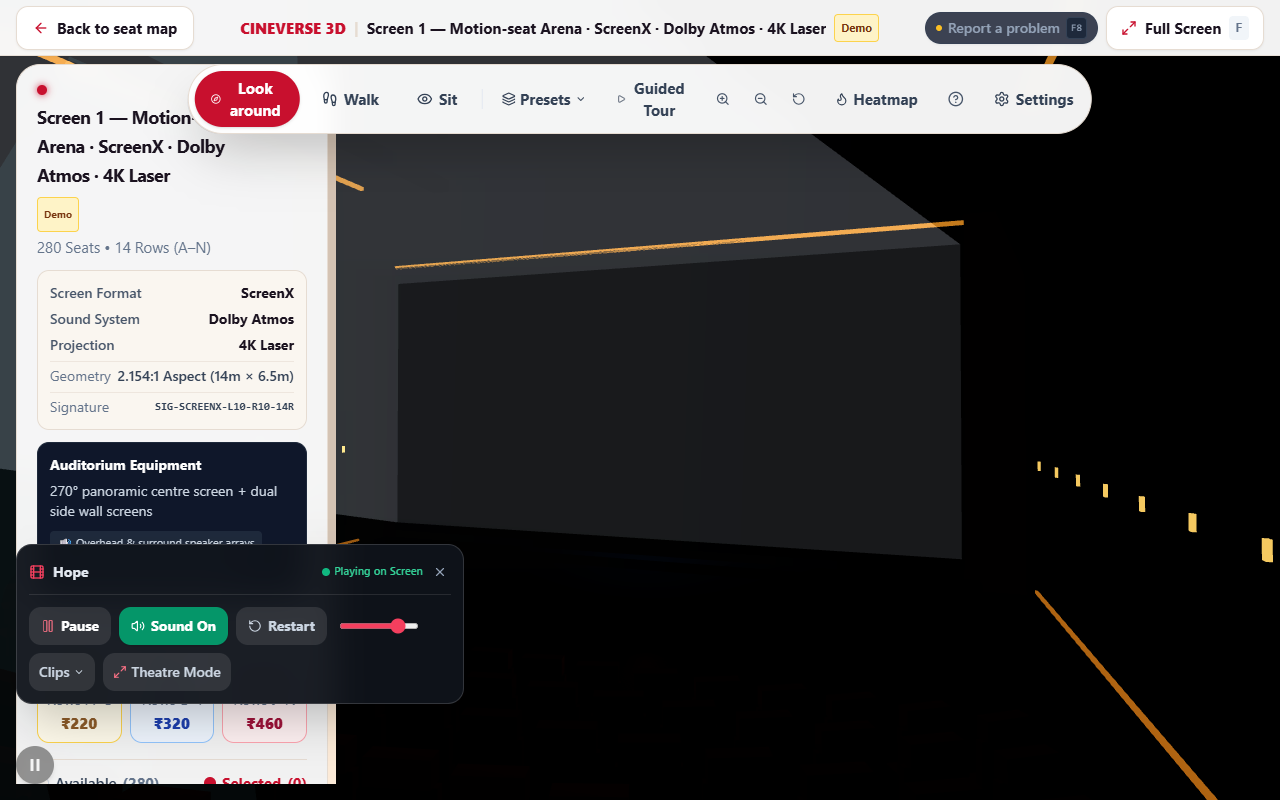 Back to seat map
CINEVERSE 3D | Screen 1 — Motion-seat Arena · ScreenX · Dolby Atmos · 4K Laser Demo
Report a problem F8
Full Screen F
Look around
Walk
Sit
Presets
Guided Tour
Heatmap
Settings
Screen 1 — Motion-
Arena · ScreenX · Dolby
Atmos · 4K Laser
Demo
280 Seats • 14 Rows (A–N)
Screen Format ScreenX
Sound System Dolby Atmos
Projection 4K Laser
Geometry 2.154:1 Aspect (14m × 6.5m)
Signature SIG-SCREENX-L10-R10-14R
Auditorium Equipment
270° panoramic centre screen + dual
side wall screens
Overhead & surround speaker arrays
Hope
Playing on Screen
Pause
Sound On
Restart
Clips
Theatre Mode
₹220 ₹320 ₹460
Available (280) Selected (0)